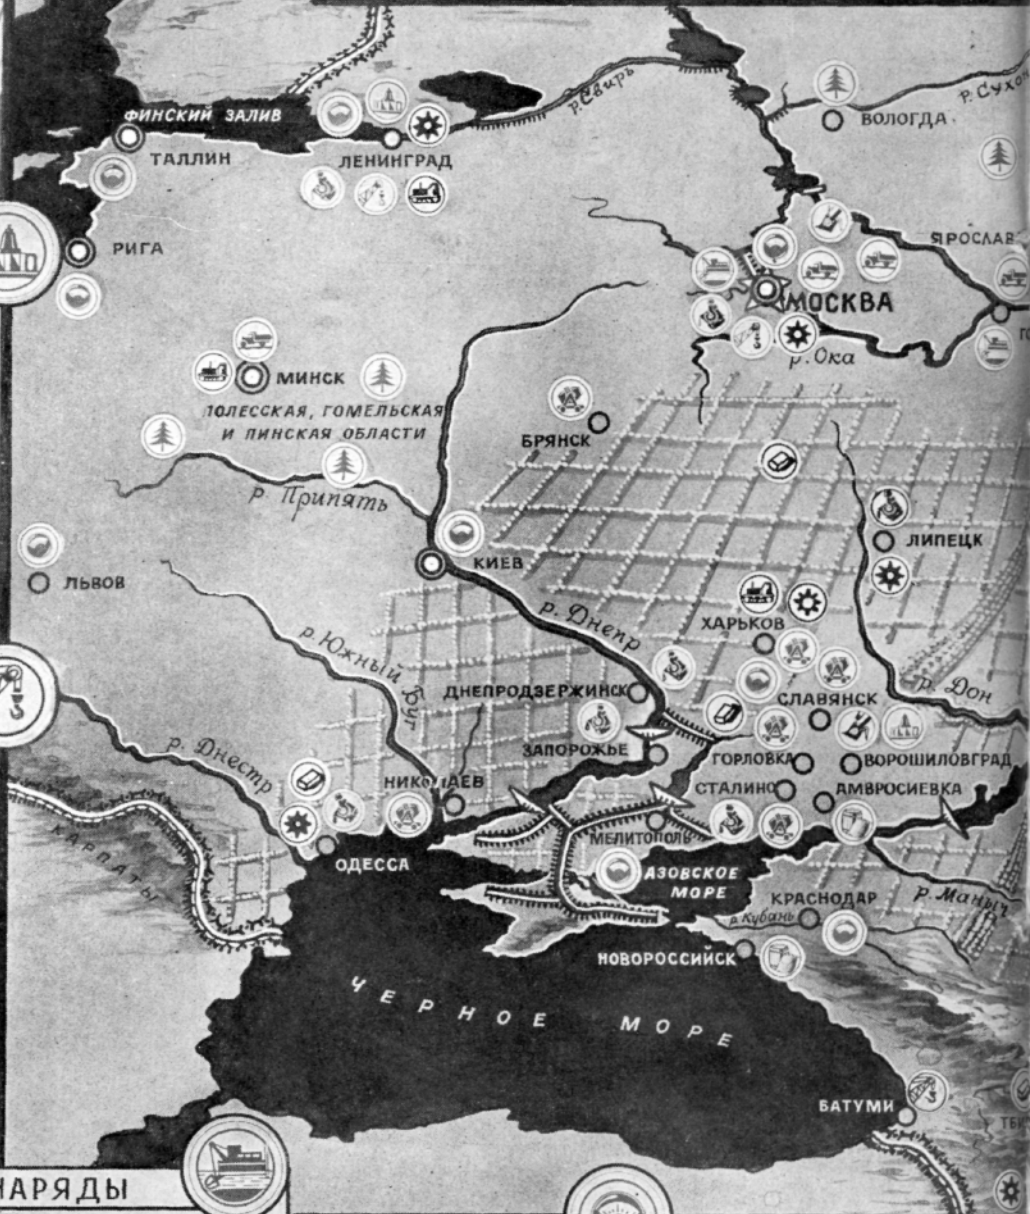 ФИНСКИЙ ЗАЛИВ
р. Свирь
р. Сухо
ВОЛОГДА
ТАЛЛИН
ЛЕНИНГРАД
РИГА
ЯРОСЛАВ
МОСКВА
р. Ока
МИНСК
ПОЛЕССКАЯ, ГОМЕЛЬСКАЯ
И ПИНСКАЯ ОБЛАСТИ
БРЯНСК
р. Припять
ЛИПЕЦК
КИЕВ
ЛЬВОВ
р. Днепр
ХАРЬКОВ
р. Южный Буг
р. Дон
ДНЕПРОДЗЕРЖИНСК
СЛАВЯНСК
ЗАПОРОЖЬЕ
ГОРЛОВКА
ВОРОШИЛОВГРАД
р. Днестр
НИКОЛАЕВ
СТАЛИНО
АМВРОСИЕВКА
КАРПАТЫ
МЕЛИТОПОЛЬ
ОДЕССА
АЗОВСКОЕ
МОРЕ
КРАСНОДАР
р. Маныч
р. Кубань
НОВОРОССИЙСК
ЧЕРНОЕ МОРЕ
БАТУМИ
НАРЯДЫ